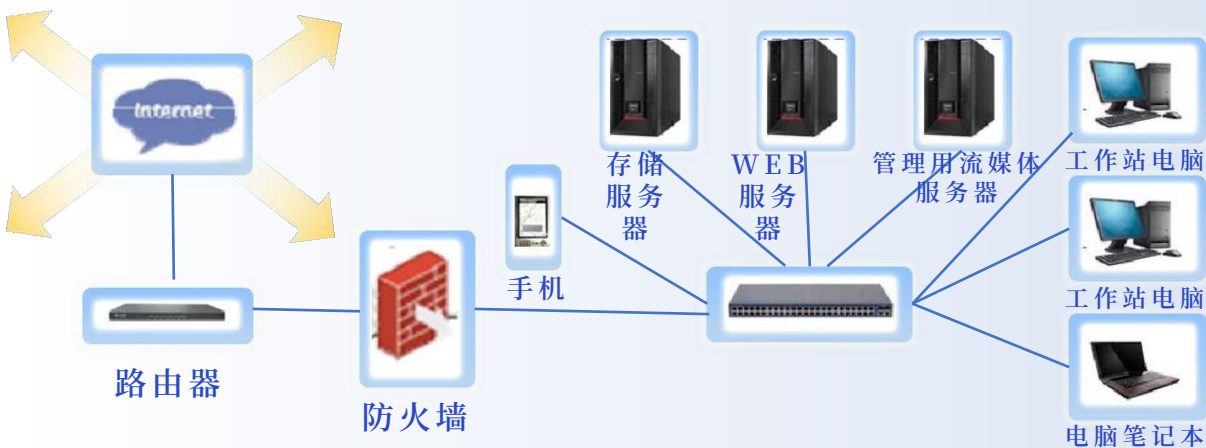 Internet
存储
服务
器
WEB
服务
器
管理用流媒体
服务器
工作站电脑
手机
工作站电脑
路由器
防火墙
电脑笔记本